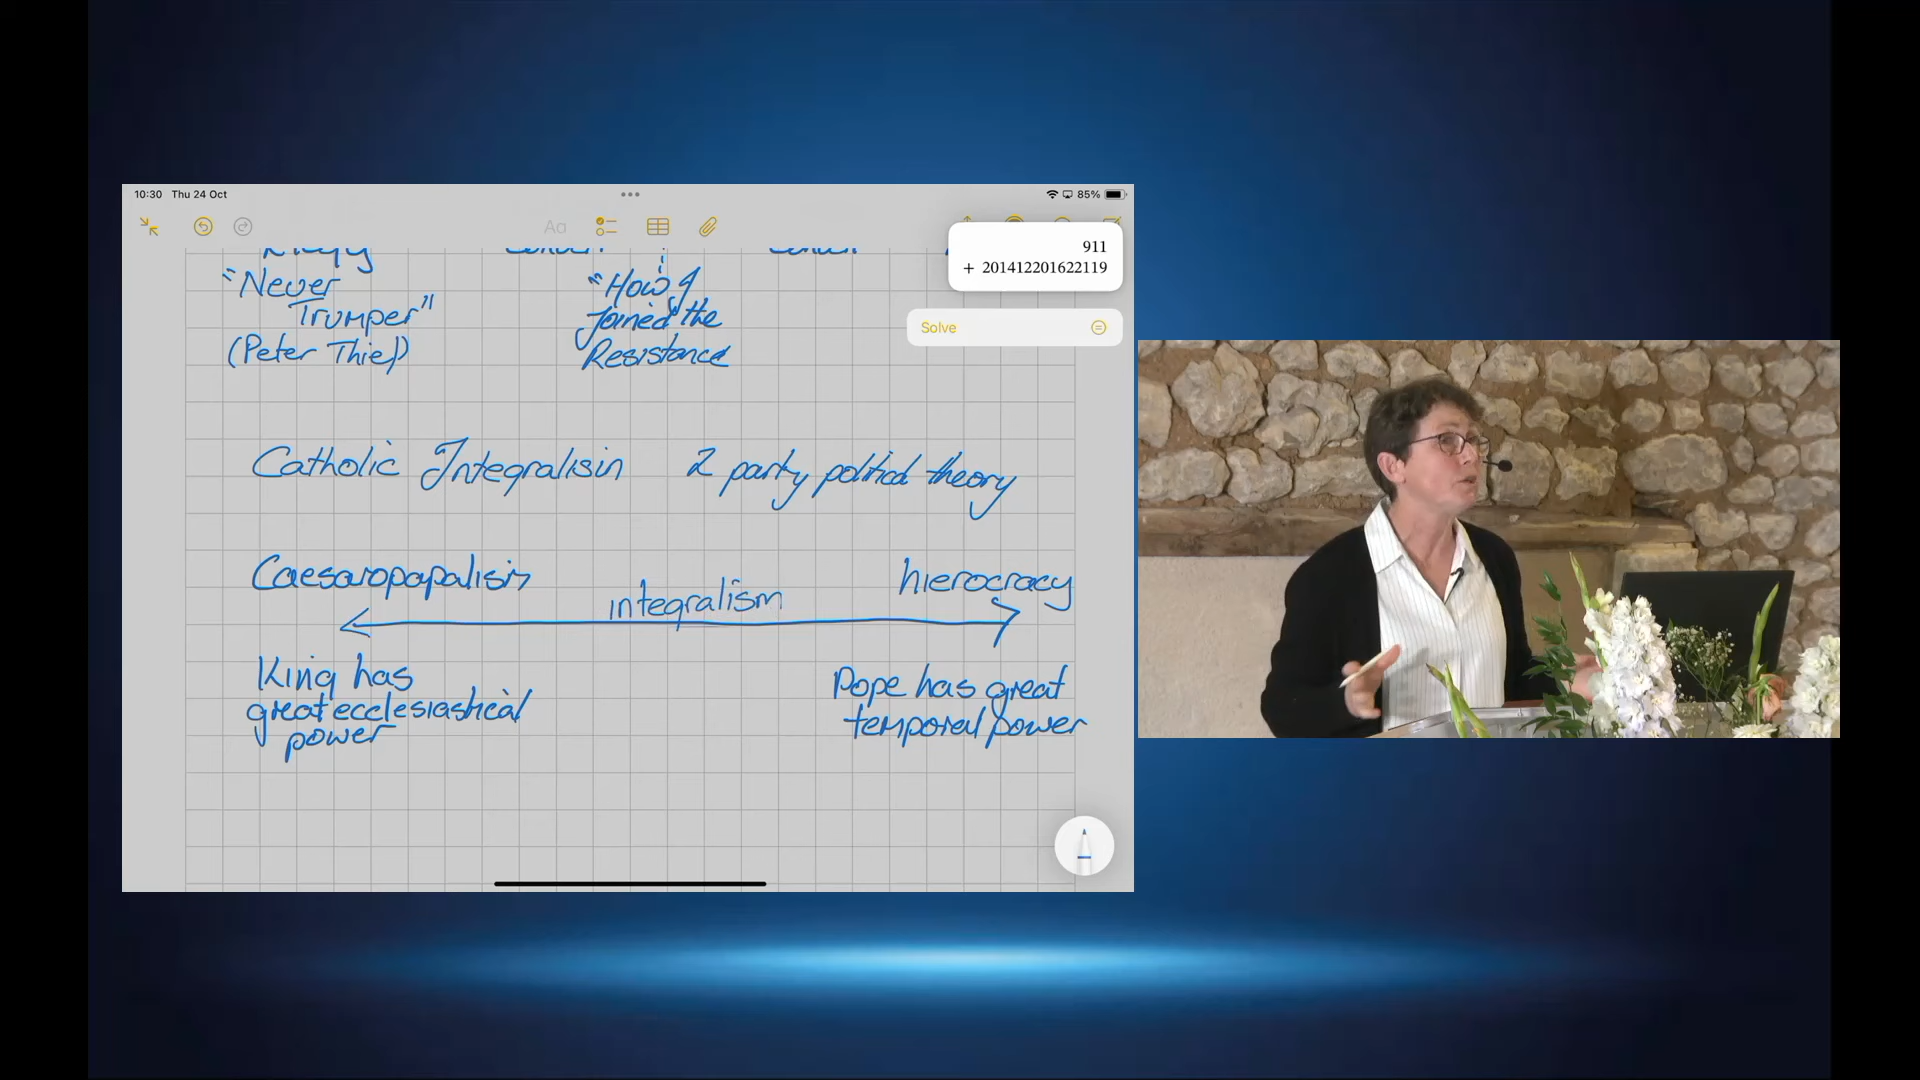 10:30 Thu 24 Oct
85%
Aa
911
+ 201412201622119
Solve
"Never
Trumper"
(Peter Thiel)
"How I
joined the
Resistance
Catholic Integralism 2 party political theory
Caesaropapalism
integralism
hierocracy
King has
great ecclesiastical
power
Pope has great
temporal power